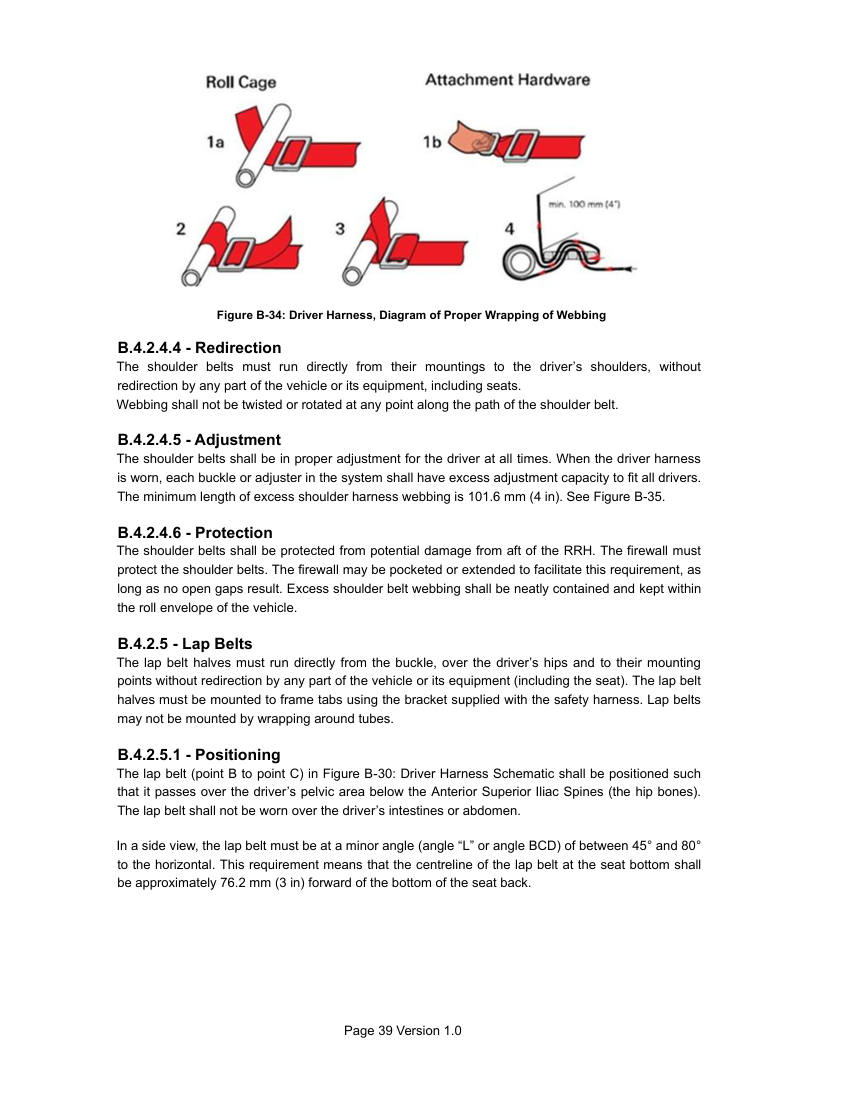 Roll Cage
Attachment Hardware
1a
1b
min. 100 mm (4")
2
3
4
Figure B-34: Driver Harness, Diagram of Proper Wrapping of Webbing
B.4.2.4.4 - Redirection
The shoulder belts must run directly from their mountings to the driver’s shoulders, without
redirection by any part of the vehicle or its equipment, including seats.
Webbing shall not be twisted or rotated at any point along the path of the shoulder belt.
B.4.2.4.5 - Adjustment
The shoulder belts shall be in proper adjustment for the driver at all times. When the driver harness
is worn, each buckle or adjuster in the system shall have excess adjustment capacity to fit all drivers.
The minimum length of excess shoulder harness webbing is 101.6 mm (4 in). See Figure B-35.
B.4.2.4.6 - Protection
The shoulder belts shall be protected from potential damage from aft of the RRH. The firewall must
protect the shoulder belts. The firewall may be pocketed or extended to facilitate this requirement, as
long as no open gaps result. Excess shoulder belt webbing shall be neatly contained and kept within
the roll envelope of the vehicle.
B.4.2.5 - Lap Belts
The lap belt halves must run directly from the buckle, over the driver’s hips and to their mounting
points without redirection by any part of the vehicle or its equipment (including the seat). The lap belt
halves must be mounted to frame tabs using the bracket supplied with the safety harness. Lap belts
may not be mounted by wrapping around tubes.
B.4.2.5.1 - Positioning
The lap belt (point B to point C) in Figure B-30: Driver Harness Schematic shall be positioned such
that it passes over the driver’s pelvic area below the Anterior Superior Iliac Spines (the hip bones).
The lap belt shall not be worn over the driver’s intestines or abdomen.
In a side view, the lap belt must be at a minor angle (angle “L” or angle BCD) of between 45° and 80°
to the horizontal. This requirement means that the centreline of the lap belt at the seat bottom shall
be approximately 76.2 mm (3 in) forward of the bottom of the seat back.
Page 39 Version 1.0